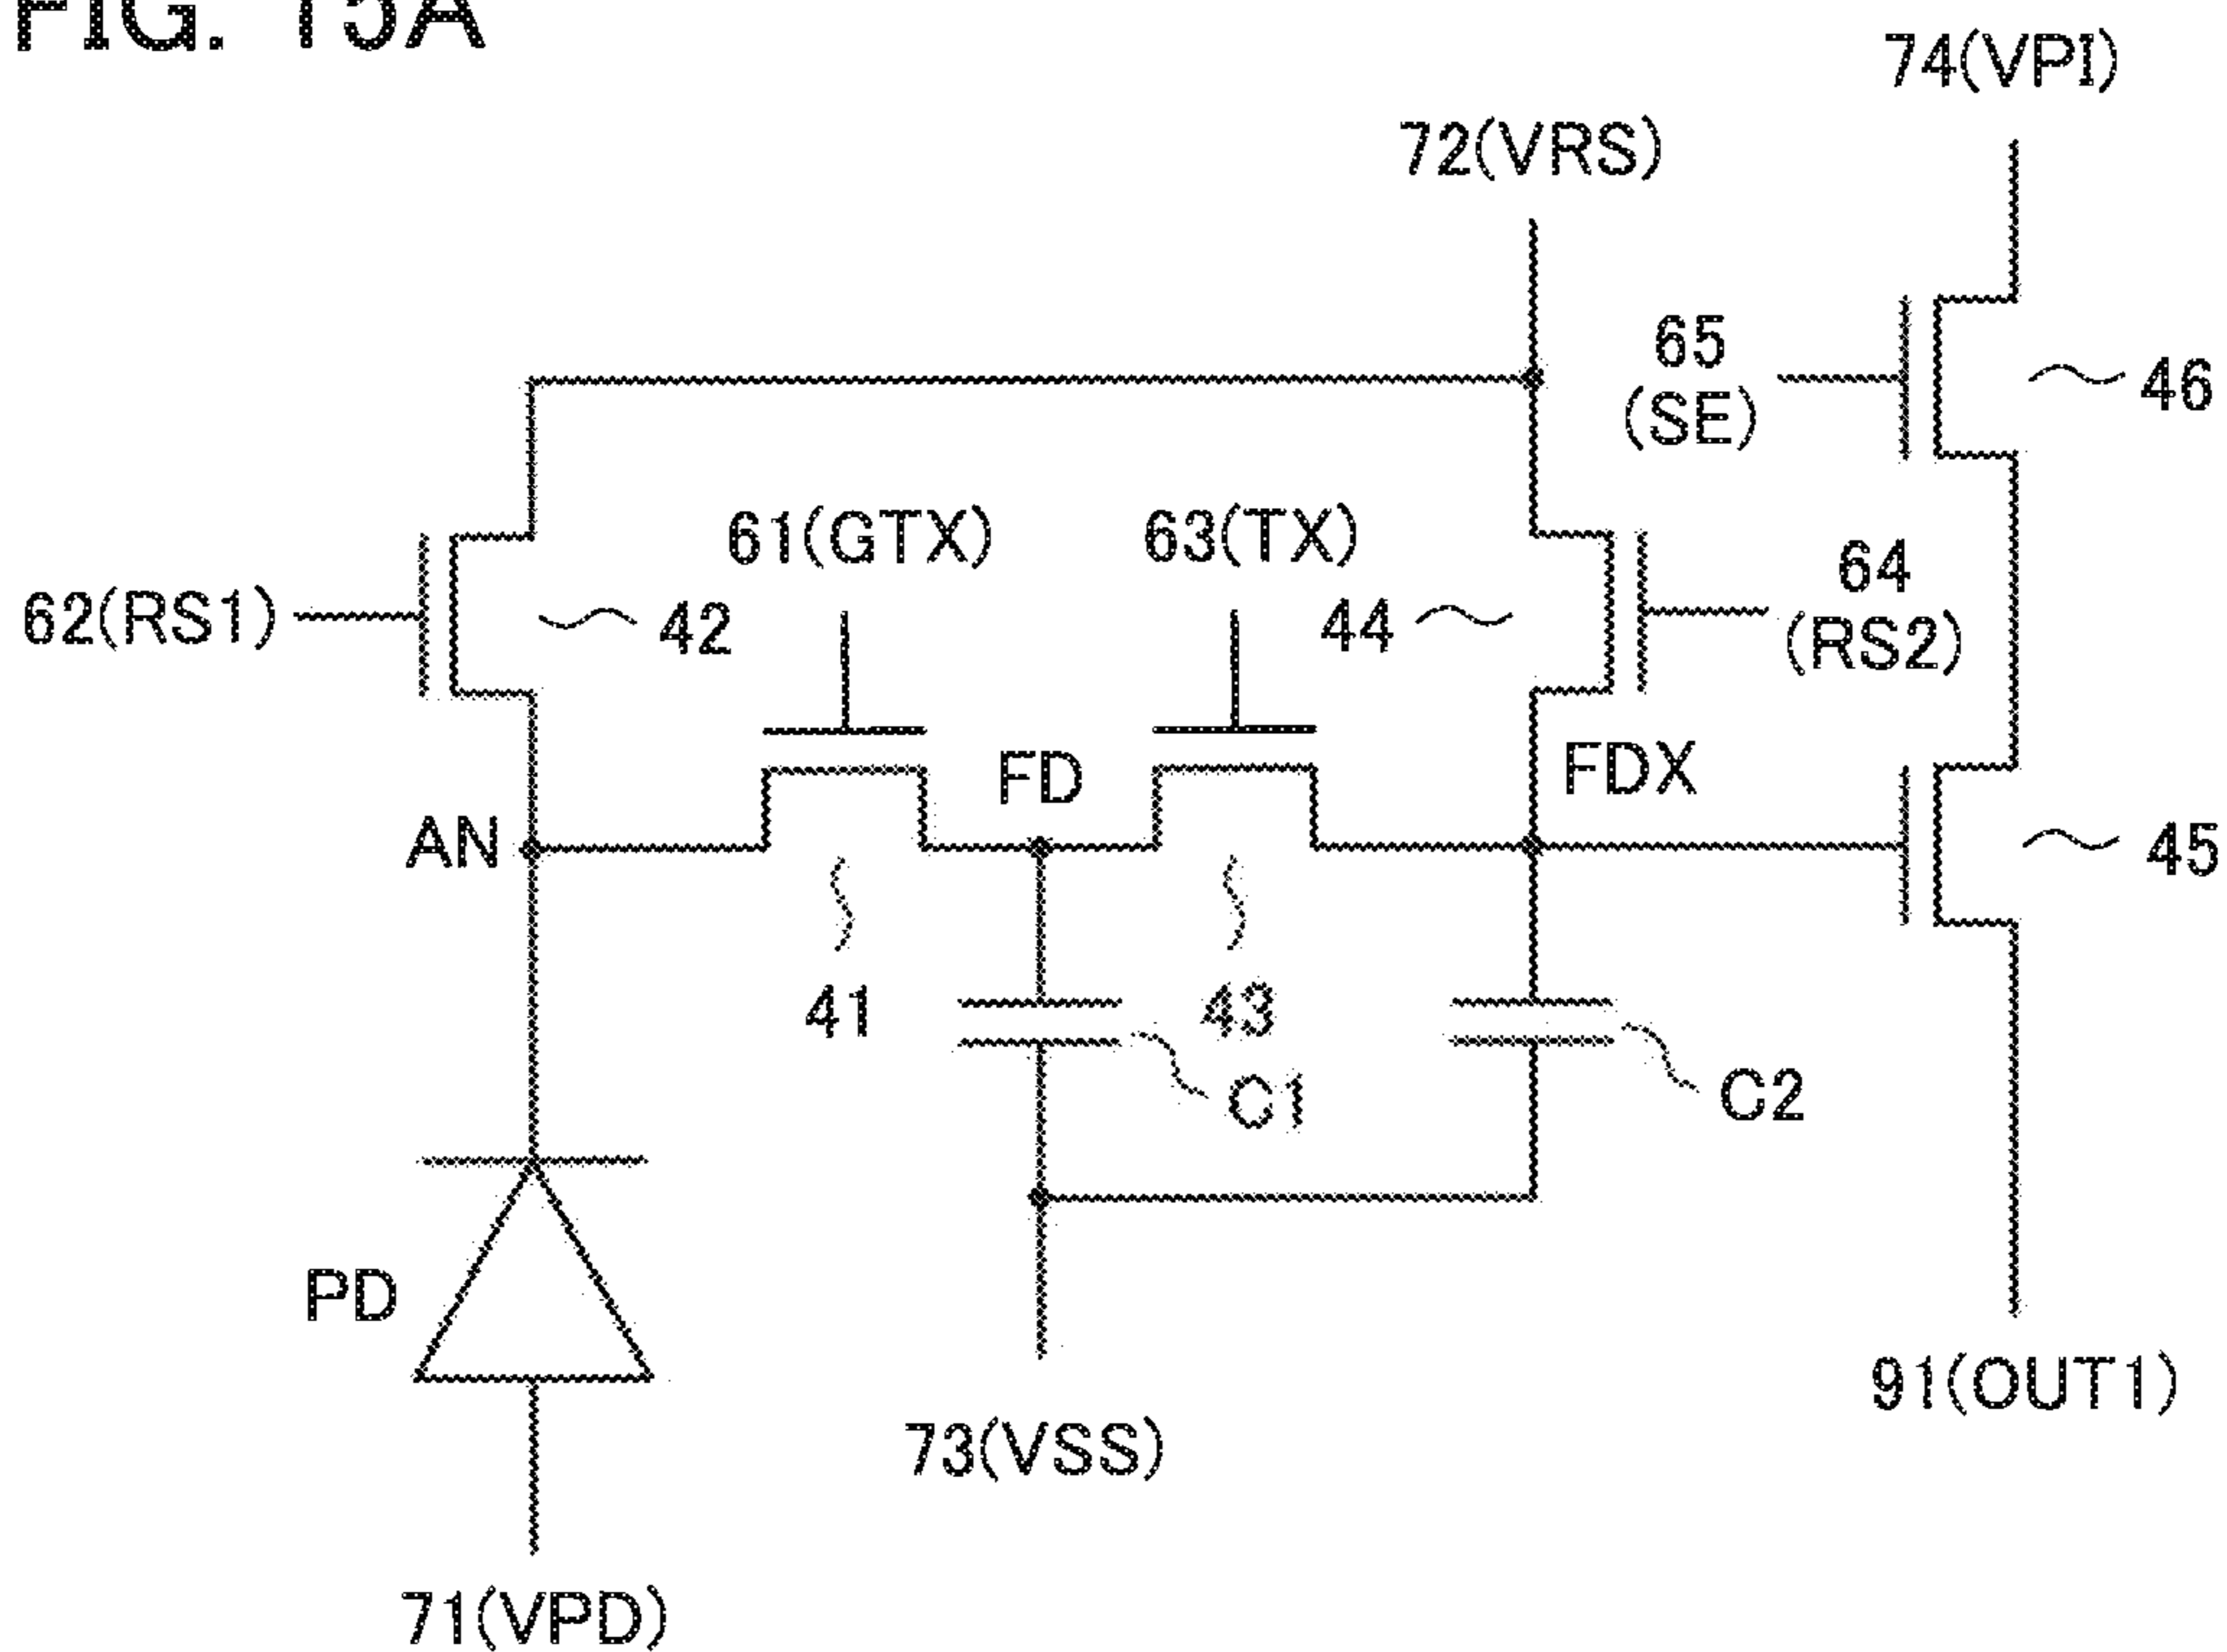 FIG. 15A
74(VPI)
72(VRS)
65
(SE)
46
61(GTX)
63(TX)
64
(RS2)
62(RS1)
42
44
FD
FDX
AN
45
41
43
C1
C2
PD
73(VSS)
91(OUT1)
71(VPD)